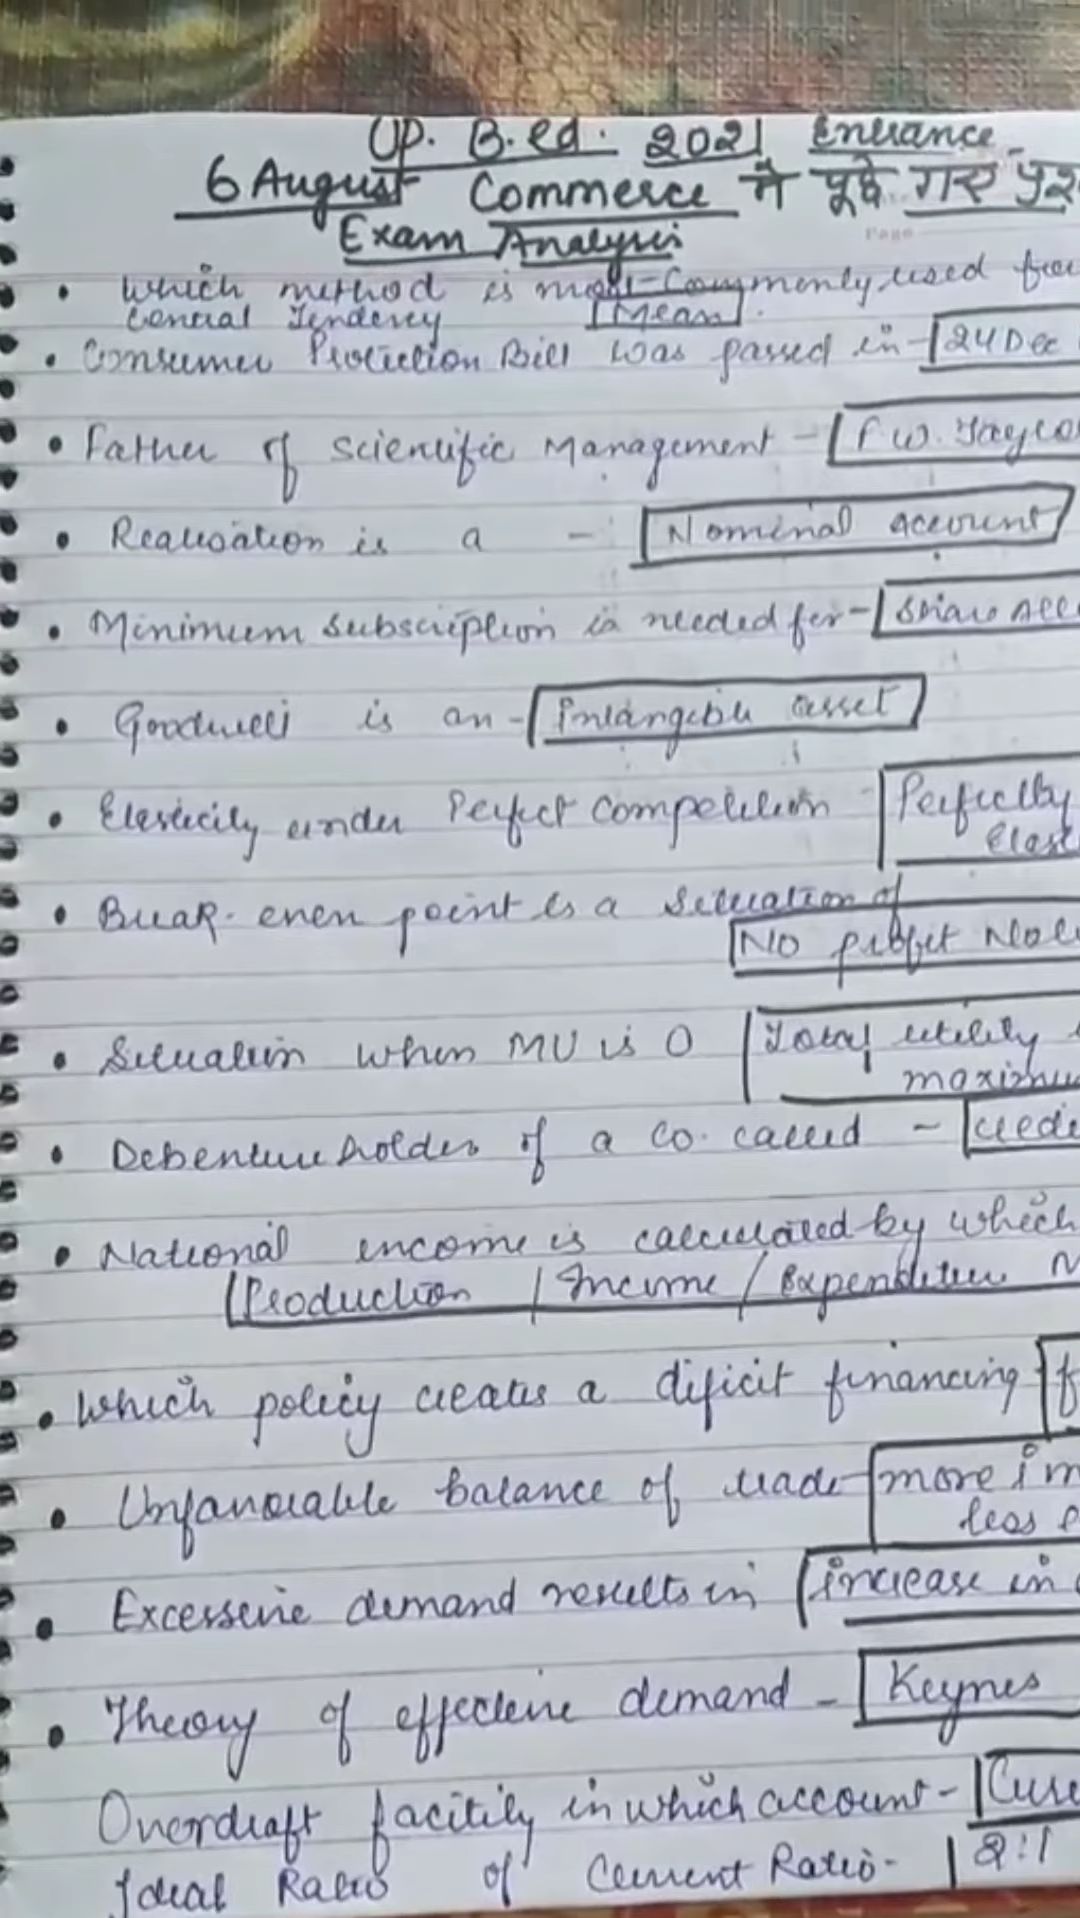 UP. B.ed. 2021 Entrance
6 August Commerce में पूछे गए
Exam Analysis
Page
• Which method is most Commonly used for
Central Tendency [Mean].
• Consumer Protection Bill was passed in - [24 Dec
• Father of scientific Management - [F.W. Taylor
• Realisation is a - [Nominal account]
• Minimum subscription is needed for - [Share All
• Goodwill is an - [Intangible asset]
• Elasticity under Perfect Competition - [Perfectly
Elast
• Break-even point is a situation of
[No profit No l
• Situation when MU is 0 [Total utility
maximu
• Debenture holder of a Co. called - [credi
• National income is calculated by which
[Production / Income / Expenditure M
• Which policy creates a dificit financing [f
• Unfavourable balance of trade [more im
less e
• Excessive demand results in [increase in
• Theory of effective demand - [Keynes
Overdraft facility in which account - [Curr
Ideal Ratio of Current Ratio - | 2:1